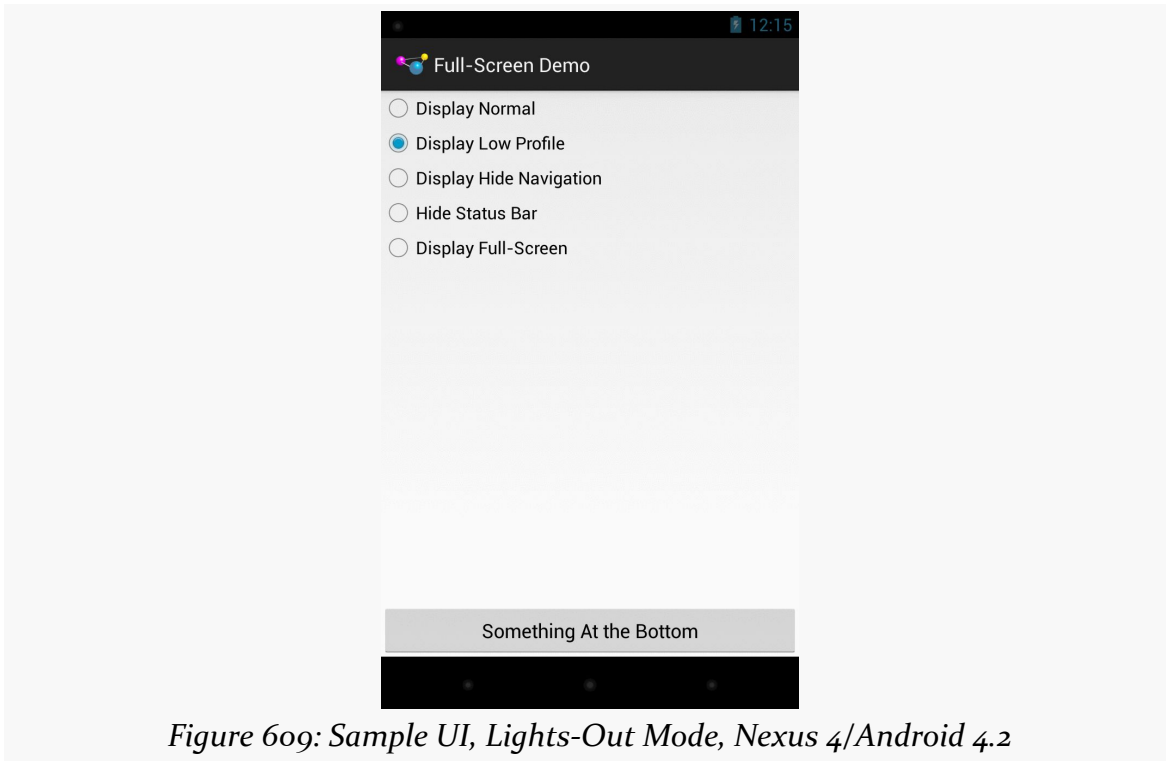 12:15
Full-Screen Demo
Display Normal
Display Low Profile
Display Hide Navigation
Hide Status Bar
Display Full-Screen
Something At the Bottom
Figure 609: Sample UI, Lights-Out Mode, Nexus 4/Android 4.2